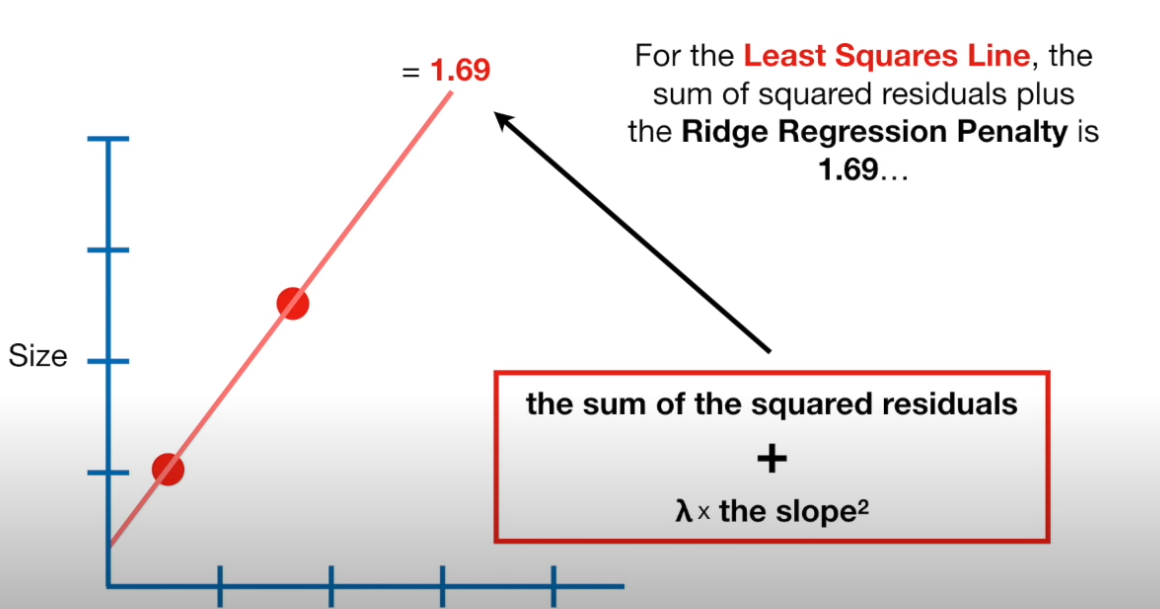 = 1.69
For the Least Squares Line, the
sum of squared residuals plus
the Ridge Regression Penalty is
1.69…
Size
the sum of the squared residuals
+
λ x the slope²